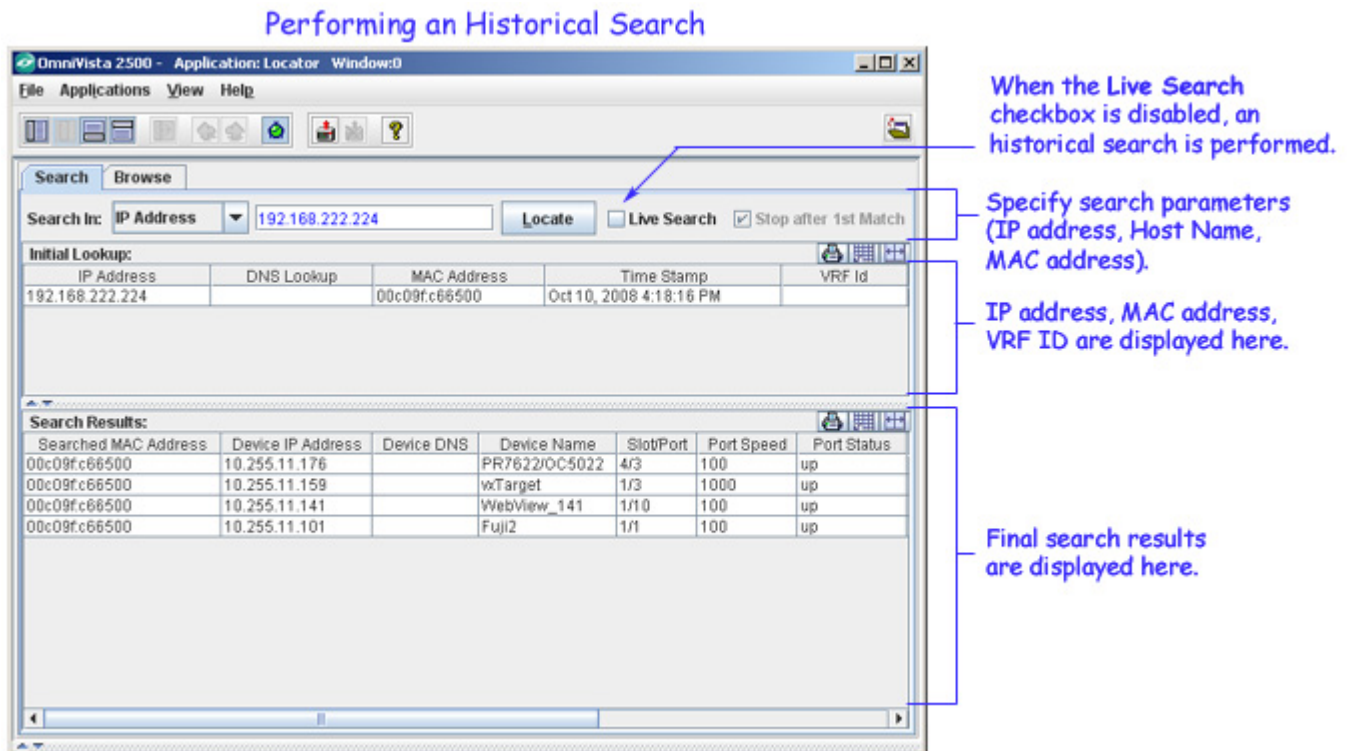 Performing an Historical Search
OmniVista 2500 - Application: Locator Window:0
File Applications View Help
When the Live Search
checkbox is disabled, an
historical search is performed.
Search Browse
Search In: IP Address 192.168.222.224 Locate Live Search Stop after 1st Match
Specify search parameters
(IP address, Host Name,
MAC address).
Initial Lookup:
IP Address DNS Lookup MAC Address Time Stamp VRF Id
192.168.222.224 00c09f:c66500 Oct 10, 2008 4:18:16 PM
IP address, MAC address,
VRF ID are displayed here.
Search Results:
Searched MAC Address Device IP Address Device DNS Device Name Slot/Port Port Speed Port Status
00c09f:c66500 10.255.11.176 PR7622/OC5022 4/3 100 up
00c09f:c66500 10.255.11.159 vxTarget 1/3 1000 up
00c09f:c66500 10.255.11.141 WebView_141 1/10 100 up
00c09f:c66500 10.255.11.101 Fuji2 1/1 100 up
Final search results
are displayed here.